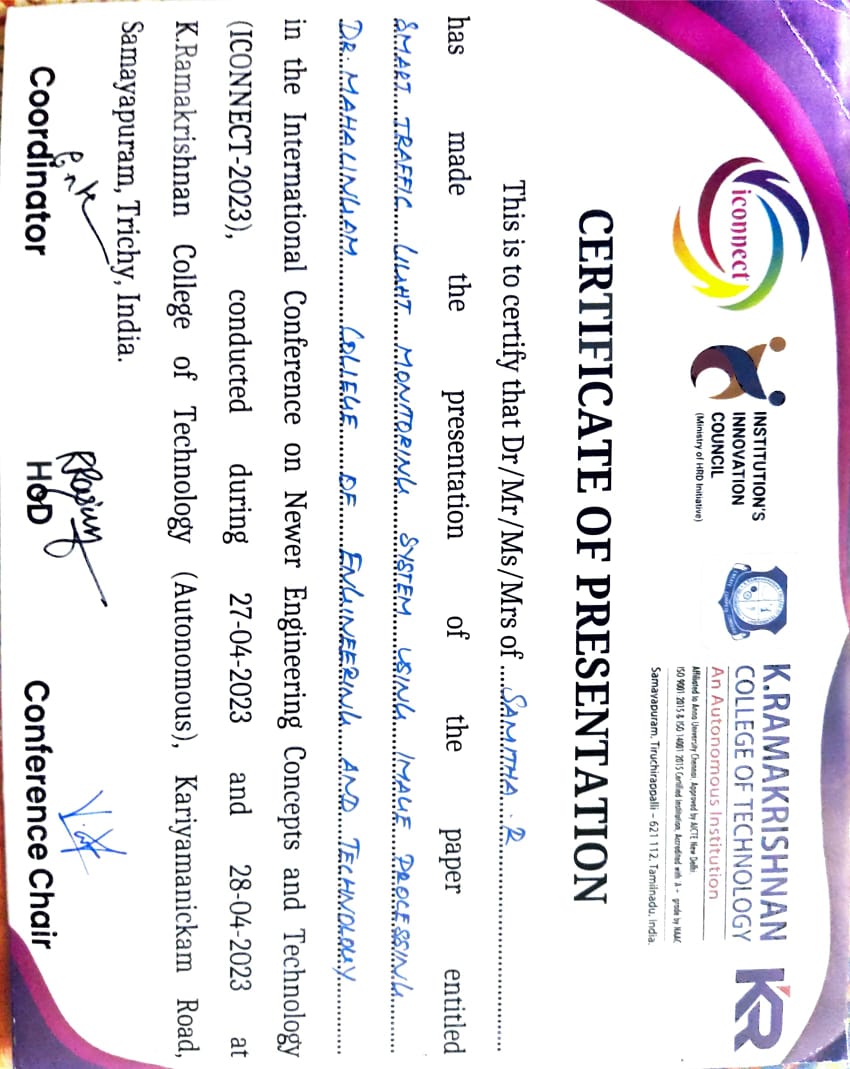 iconnect
INSTITUTION'S
INNOVATION
COUNCIL
(Ministry of HRD Initiative)
K.RAMAKRISHNAN
COLLEGE OF TECHNOLOGY
An Autonomous Institution
Affiliated to Anna University Chennai, Approved by AICTE New Delhi.
ISO 9001:2015 & ISO 14001:2015 Certified Institution, Accredited with 'A+ grade by NAAC
Samayapuram, Tiruchirappalli – 621 112, Tamilnadu, India.
KR
CERTIFICATE OF PRESENTATION
This is to certify that Dr/Mr/Ms/Mrs of SAMITHA . R
has made the presentation of the paper entitled
SMART TRAFFIC LIGHT MONITORING SYSTEM USING IMAGE PROCESSING
DR. MAHALINGAM COLLEGE OF ENGINEERING AND TECHNOLOGY
in the International Conference on Newer Engineering Concepts and Technology
(ICONNECT-2023), conducted during 27-04-2023 and 28-04-2023 at
K.Ramakrishnan College of Technology (Autonomous), Kariyamanickam Road,
Samayapuram, Trichy, India.
Coordinator HoD Conference Chair